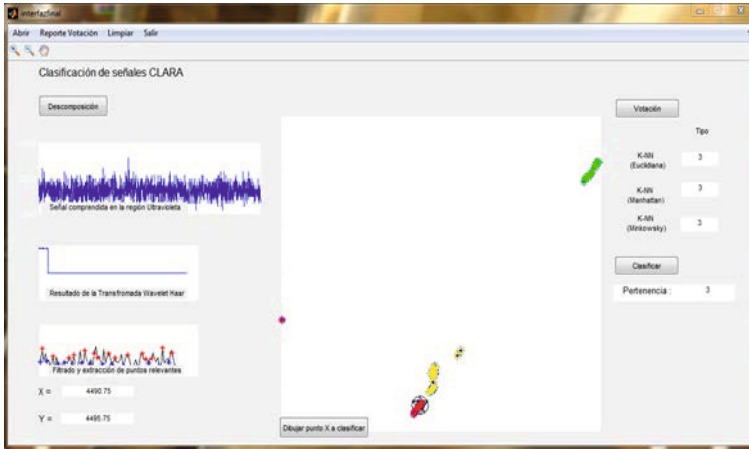 interfazfinal
Abrir Reporte Votación Limpiar Salir
Clasificación de señales CLARA
Descomposición
Señal comprendida en la región Ultravioleta
Resultado de la Transfromada Wavelet Haar
Filtrado y extracción de puntos relevantes
X = 4490.75
Y = 4495.75
Dibujar punto X a clasificar
Votación
Tipo
K-NN
(Euclidiana)
3
K-NN
(Manhattan)
3
K-NN
(Minkowsky)
3
Clasificar
Pertenencia : 3